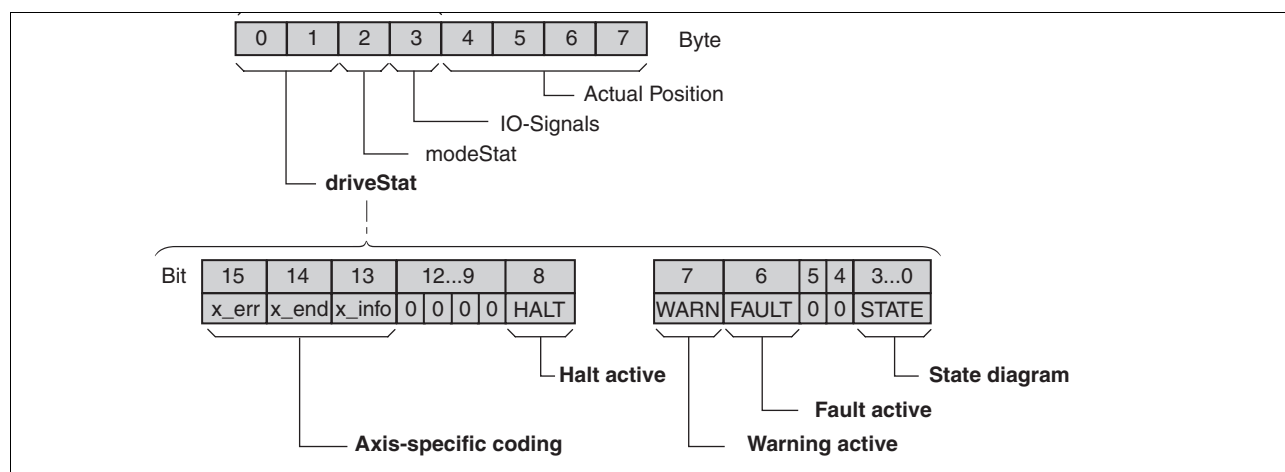 0 1 2 3 4 5 6 7 Byte
Actual Position
IO-Signals
modeStat
driveStat
Bit 15 14 13 12...9 8 7 6 5 4 3...0
x_err x_end x_info 0 0 0 0 HALT WARN FAULT 0 0 STATE
Halt active State diagram
Fault active
Axis-specific coding Warning active